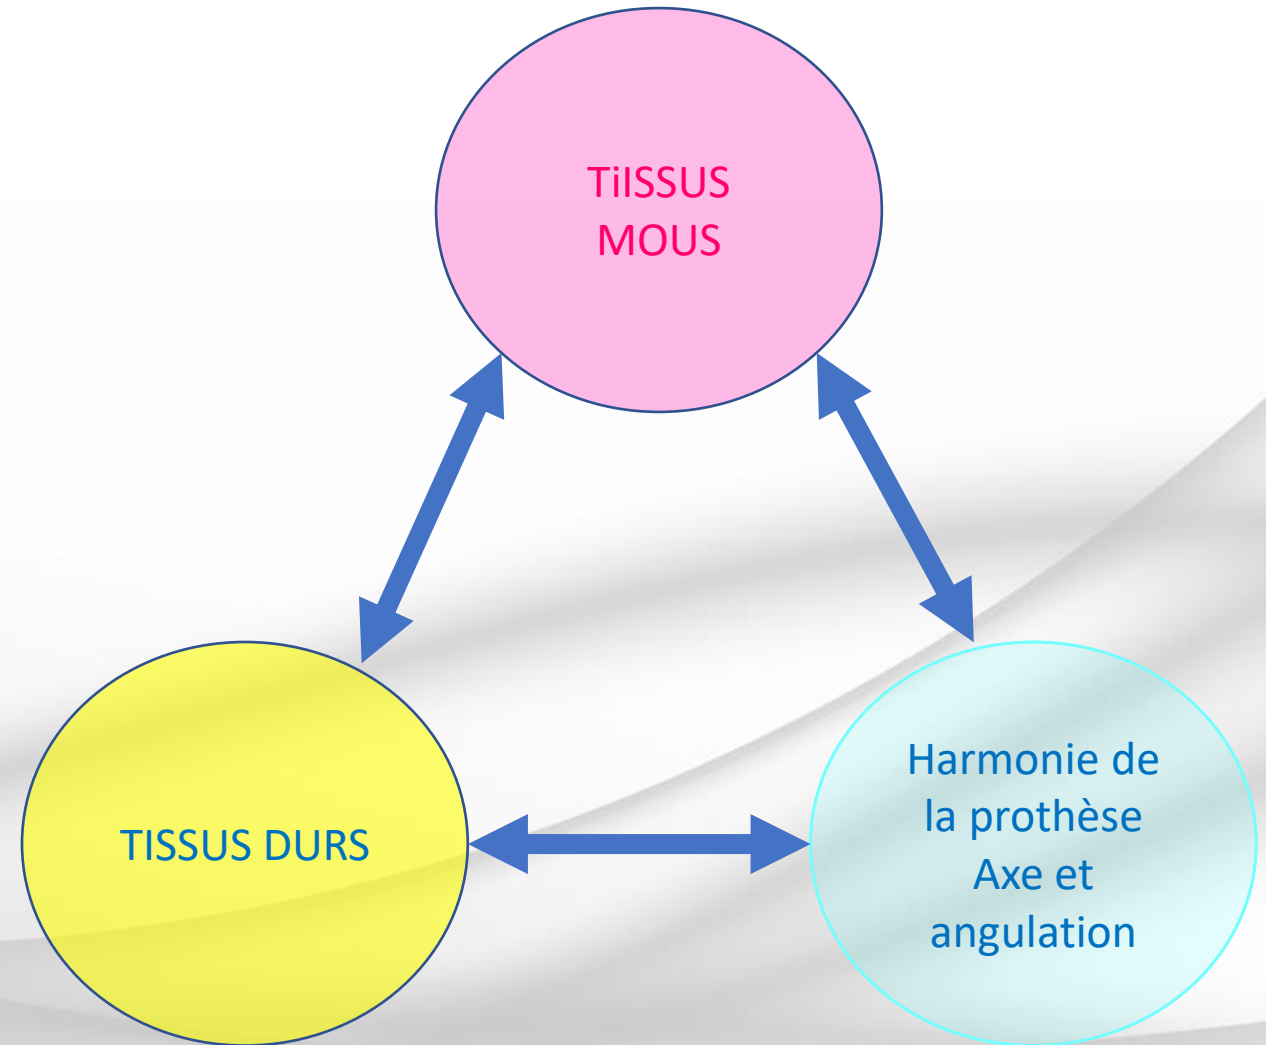 TiISSUS
MOUS
TISSUS DURS
Harmonie de
la prothèse
Axe et
angulation